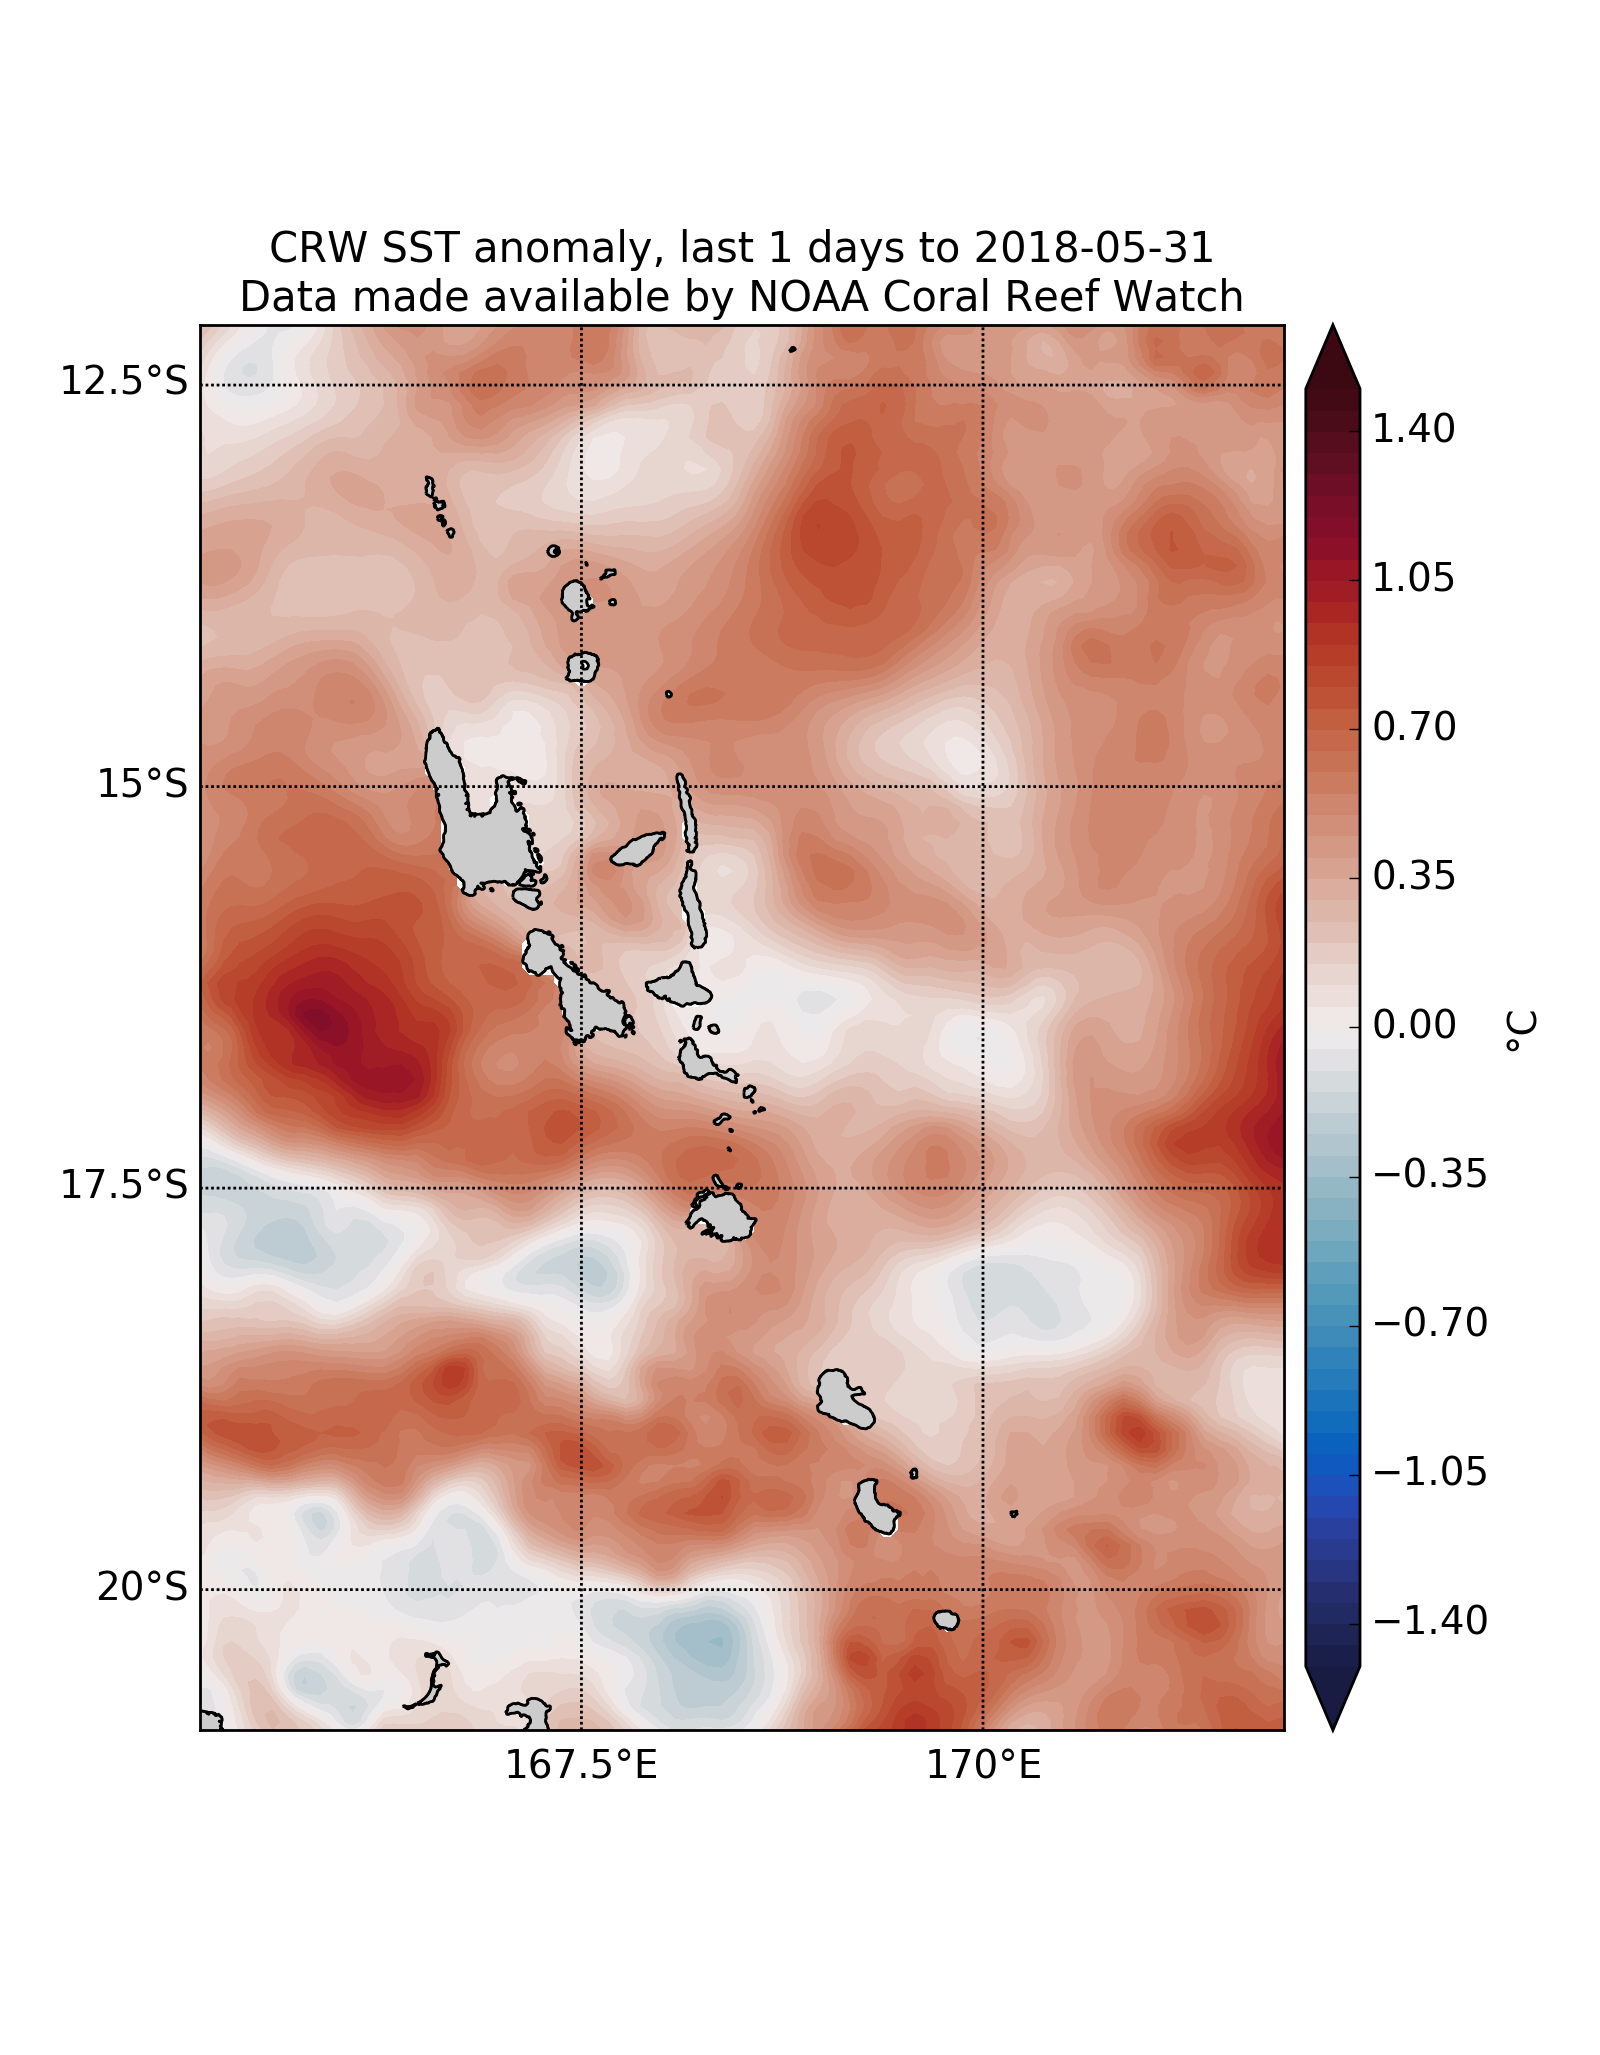 CRW SST anomaly, last 1 days to 2018-05-31
Data made available by NOAA Coral Reef Watch
12.5°S
15°S
17.5°S
20°S
167.5°E
170°E
1.40
1.05
0.70
0.35
0.00
−0.35
−0.70
−1.05
−1.40
°C